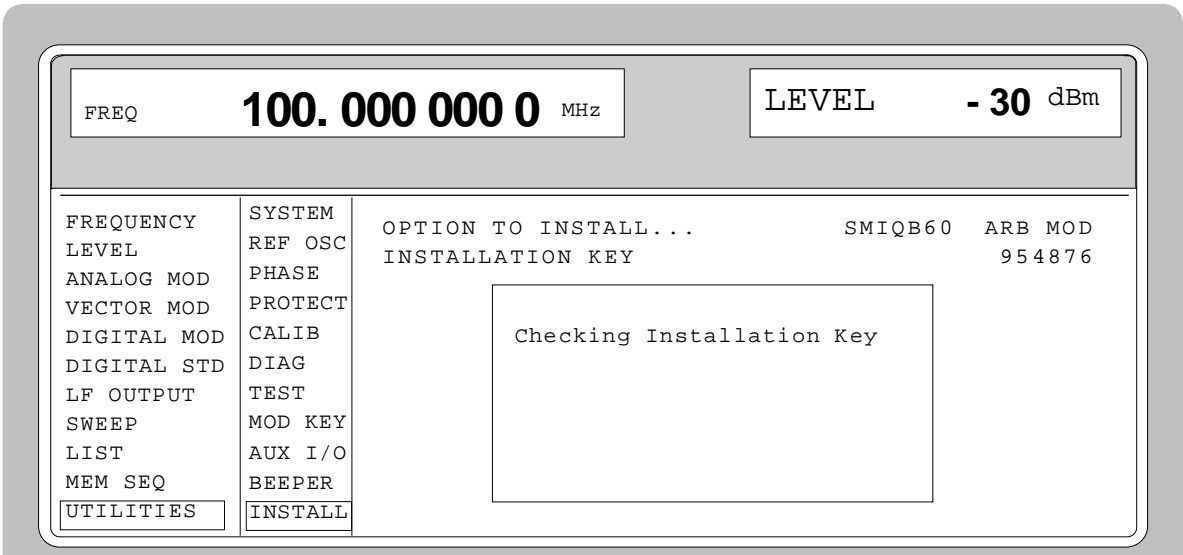 FREQ 100. 000 000 0 MHz
LEVEL - 30 dBm
FREQUENCY
LEVEL
ANALOG MOD
VECTOR MOD
DIGITAL MOD
DIGITAL STD
LF OUTPUT
SWEEP
LIST
MEM SEQ
UTILITIES
SYSTEM
REF OSC
PHASE
PROTECT
CALIB
DIAG
TEST
MOD KEY
AUX I/O
BEEPER
INSTALL
OPTION TO INSTALL... SMIQB60 ARB MOD
INSTALLATION KEY 954876
Checking Installation Key